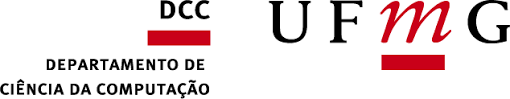 DCC
DEPARTAMENTO DE
CIÊNCIA DA COMPUTAÇÃO
UFmG